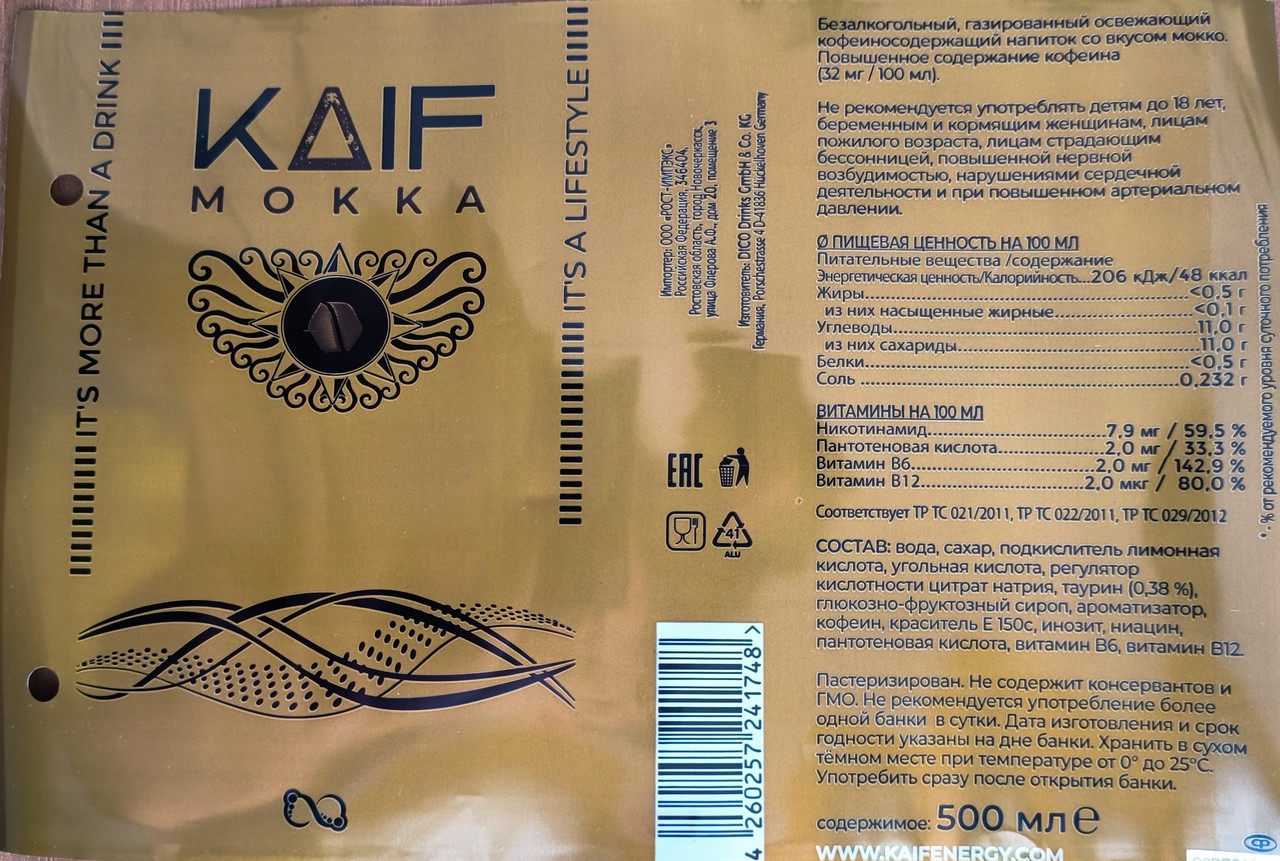 IT'S MORE THAN A DRINK
KAIF
МОККА
IT'S A LIFESTYLE
Импортер: ООО «РОСТ-ИМПЭКС»
Российская Федерация, 346404,
Ростовская область, город Новочеркасск,
улица Флерова А.О., дом 20, помещение 3
Изготовитель: DICO Drinks GmbH & Co. KG
Германия, Porschestrasse 4 D-41836 Hückelhoven Germany
EAC
41
ALU
4 260257 241748 >
Безалкогольный, газированный освежающий
кофеиносодержащий напиток со вкусом мокко.
Повышенное содержание кофеина
(32 мг / 100 мл).
Не рекомендуется употреблять детям до 18 лет,
беременным и кормящим женщинам, лицам
пожилого возраста, лицам страдающим
бессонницей, повышенной нервной
возбудимостью, нарушениями сердечной
деятельности и при повышенном артериальном
давлении.
Ø ПИЩЕВАЯ ЦЕННОСТЬ НА 100 МЛ
Питательные вещества /содержание
Энергетическая ценность/Калорийность...206 кДж/48 ккал
Жиры...<0,5 г
из них насыщенные жирные...<0,1 г
Углеводы...11,0 г
из них сахариды...11,0 г
Белки...<0,5 г
Соль ...0,232 г
ВИТАМИНЫ НА 100 МЛ
Никотинамид...7,9 мг / 59,5 %
Пантотеновая кислота...2,0 мг / 33,3 %
Витамин B6...2,0 мг / 142,9 %
Витамин B12...2,0 мкг / 80,0 %
Соответствует ТР ТС 021/2011, ТР ТС 022/2011, ТР ТС 029/2012
СОСТАВ: вода, сахар, подкислитель лимонная
кислота, угольная кислота, регулятор
кислотности цитрат натрия, таурин (0,38 %),
глюкозно-фруктозный сироп, ароматизатор,
кофеин, краситель E 150c, инозит, ниацин,
пантотеновая кислота, витамин B6, витамин B12.
Пастеризован. Не содержит консервантов и
ГМО. Не рекомендуется употребление более
одной банки в сутки. Дата изготовления и срок
годности указаны на дне банки. Хранить в сухом
тёмном месте при температуре от 0° до 25°C.
Употребить сразу после открытия банки.
содержимое: 500 мл e
WWW.KAIFENERGY.COM
*- % от рекомендуемого уровня суточного потребления